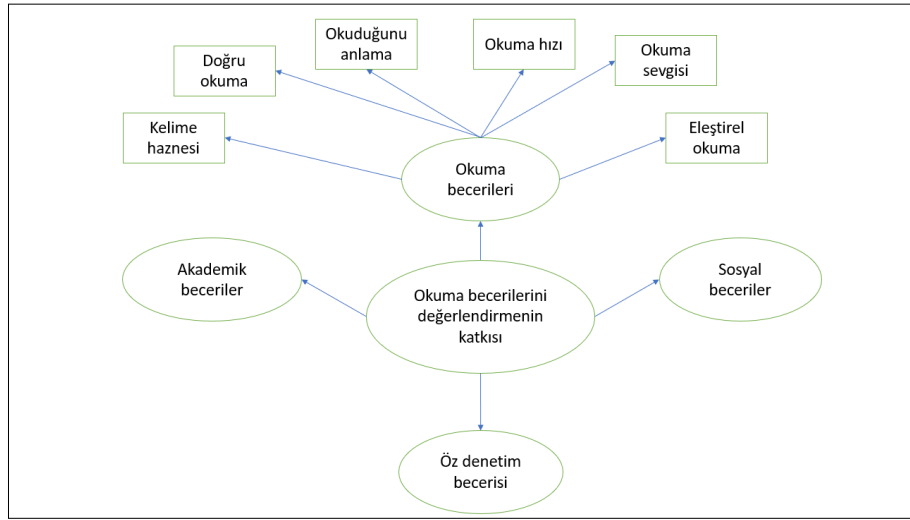 Okuduğunu
anlama
Okuma hızı
Okuma
sevgisi
Doğru
okuma
Kelime
haznesi
Eleştirel
okuma
Okuma
becerileri
Akademik
beceriler
Okuma becerilerini
değerlendirmenin
katkısı
Sosyal
beceriler
Öz denetim
becerisi